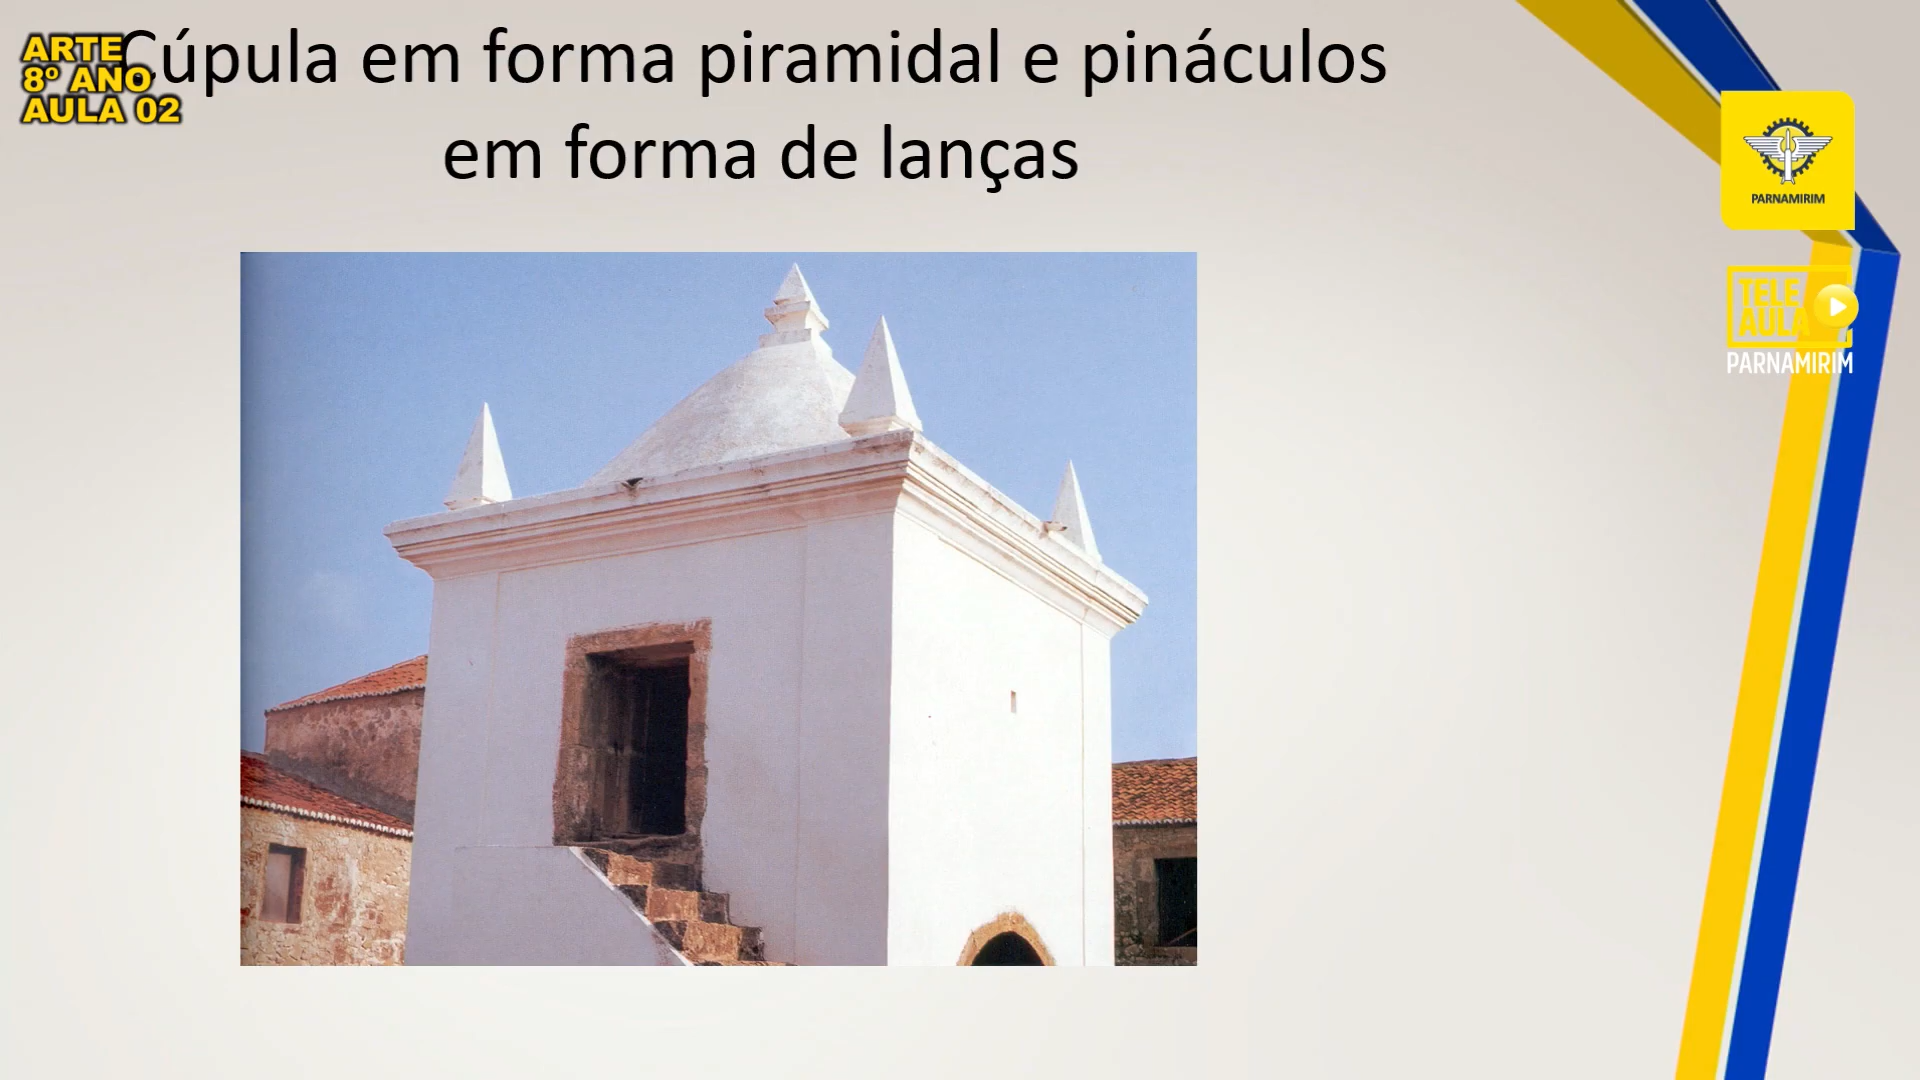 Cúpula em forma piramidal e pináculos
em forma de lanças
ARTE
8º ANO
AULA 02
PARNAMIRIM
TELE
AULA
PARNAMIRIM